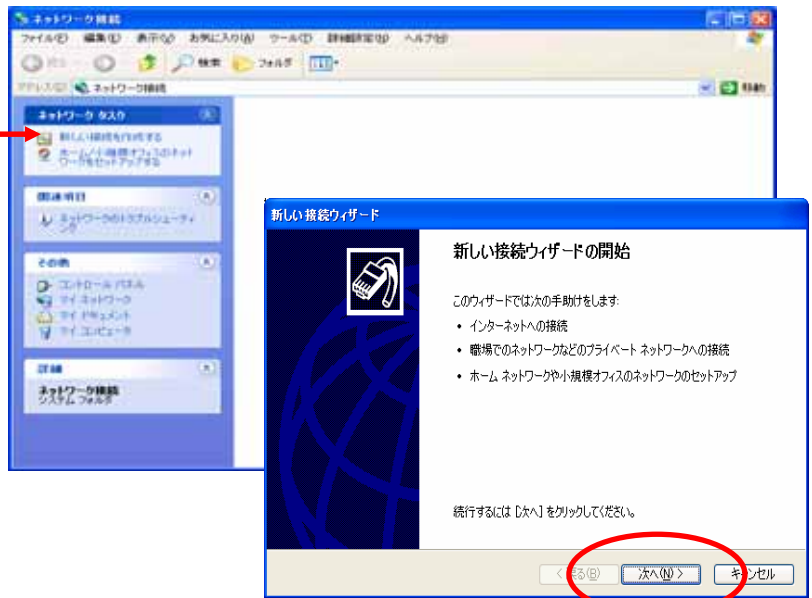 ネットワーク接続
ファイル(F) 編集(E) 表示(V) お気に入り(A) ツール(T) 詳細設定(N) ヘルプ(H)
検索 フォルダ
ネットワーク接続 移動
ネットワーク タスク
新しい接続を作成する
ホーム/小規模オフィスのネット
ワークをセットアップする
関連項目
ネットワークのトラブルシューティ
ング
その他
コントロール パネル
マイ ネットワーク
マイ ドキュメント
マイ コンピュータ
詳細
ネットワーク接続
システム フォルダ
新しい接続ウィザード
新しい接続ウィザードの開始
このウィザードでは次の手助けをします:
• インターネットへの接続
• 職場でのネットワークなどのプライベート ネットワークへの接続
• ホーム ネットワークや小規模オフィスのネットワークのセットアップ
続行するには [次へ] をクリックしてください。
< 戻る(B) 次へ(N) > キャンセル